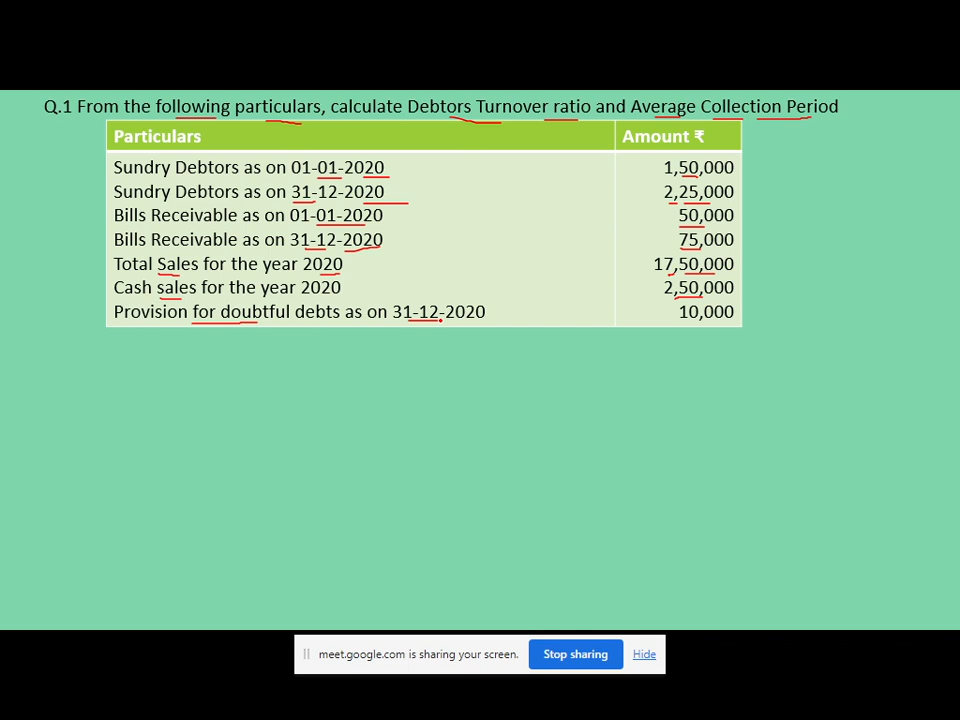 Q.1 From the following particulars, calculate Debtors Turnover ratio and Average Collection Period
Particulars Amount ₹
Sundry Debtors as on 01-01-2020 1,50,000
Sundry Debtors as on 31-12-2020 2,25,000
Bills Receivable as on 01-01-2020 50,000
Bills Receivable as on 31-12-2020 75,000
Total Sales for the year 2020 17,50,000
Cash sales for the year 2020 2,50,000
Provision for doubtful debts as on 31-12-2020 10,000
meet.google.com is sharing your screen. Stop sharing Hide